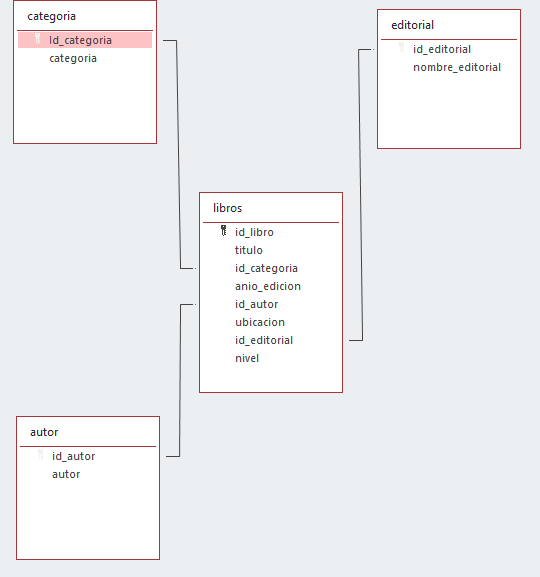 categoria
Id_categoria
categoria
editorial
id_editorial
nombre_editorial
libros
id_libro
titulo
id_categoria
anio_edicion
id_autor
ubicacion
id_editorial
nivel
autor
id_autor
autor